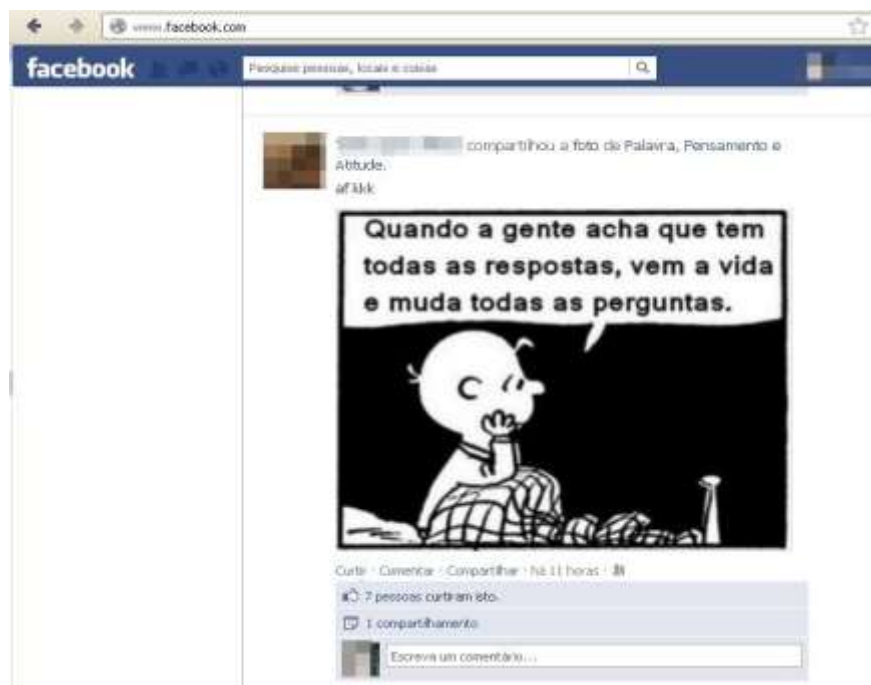 www.facebook.com
facebook
Pesquise pessoas, locais e coisas
compartilhou a foto de Palavra, Pensamento e
Atitude.
af kkk
Quando a gente acha que tem
todas as respostas, vem a vida
e muda todas as perguntas.
Curtir · Comentar · Compartilhar · há 11 horas ·
7 pessoas curtiram isto.
1 compartilhamento
Escreva um comentário...